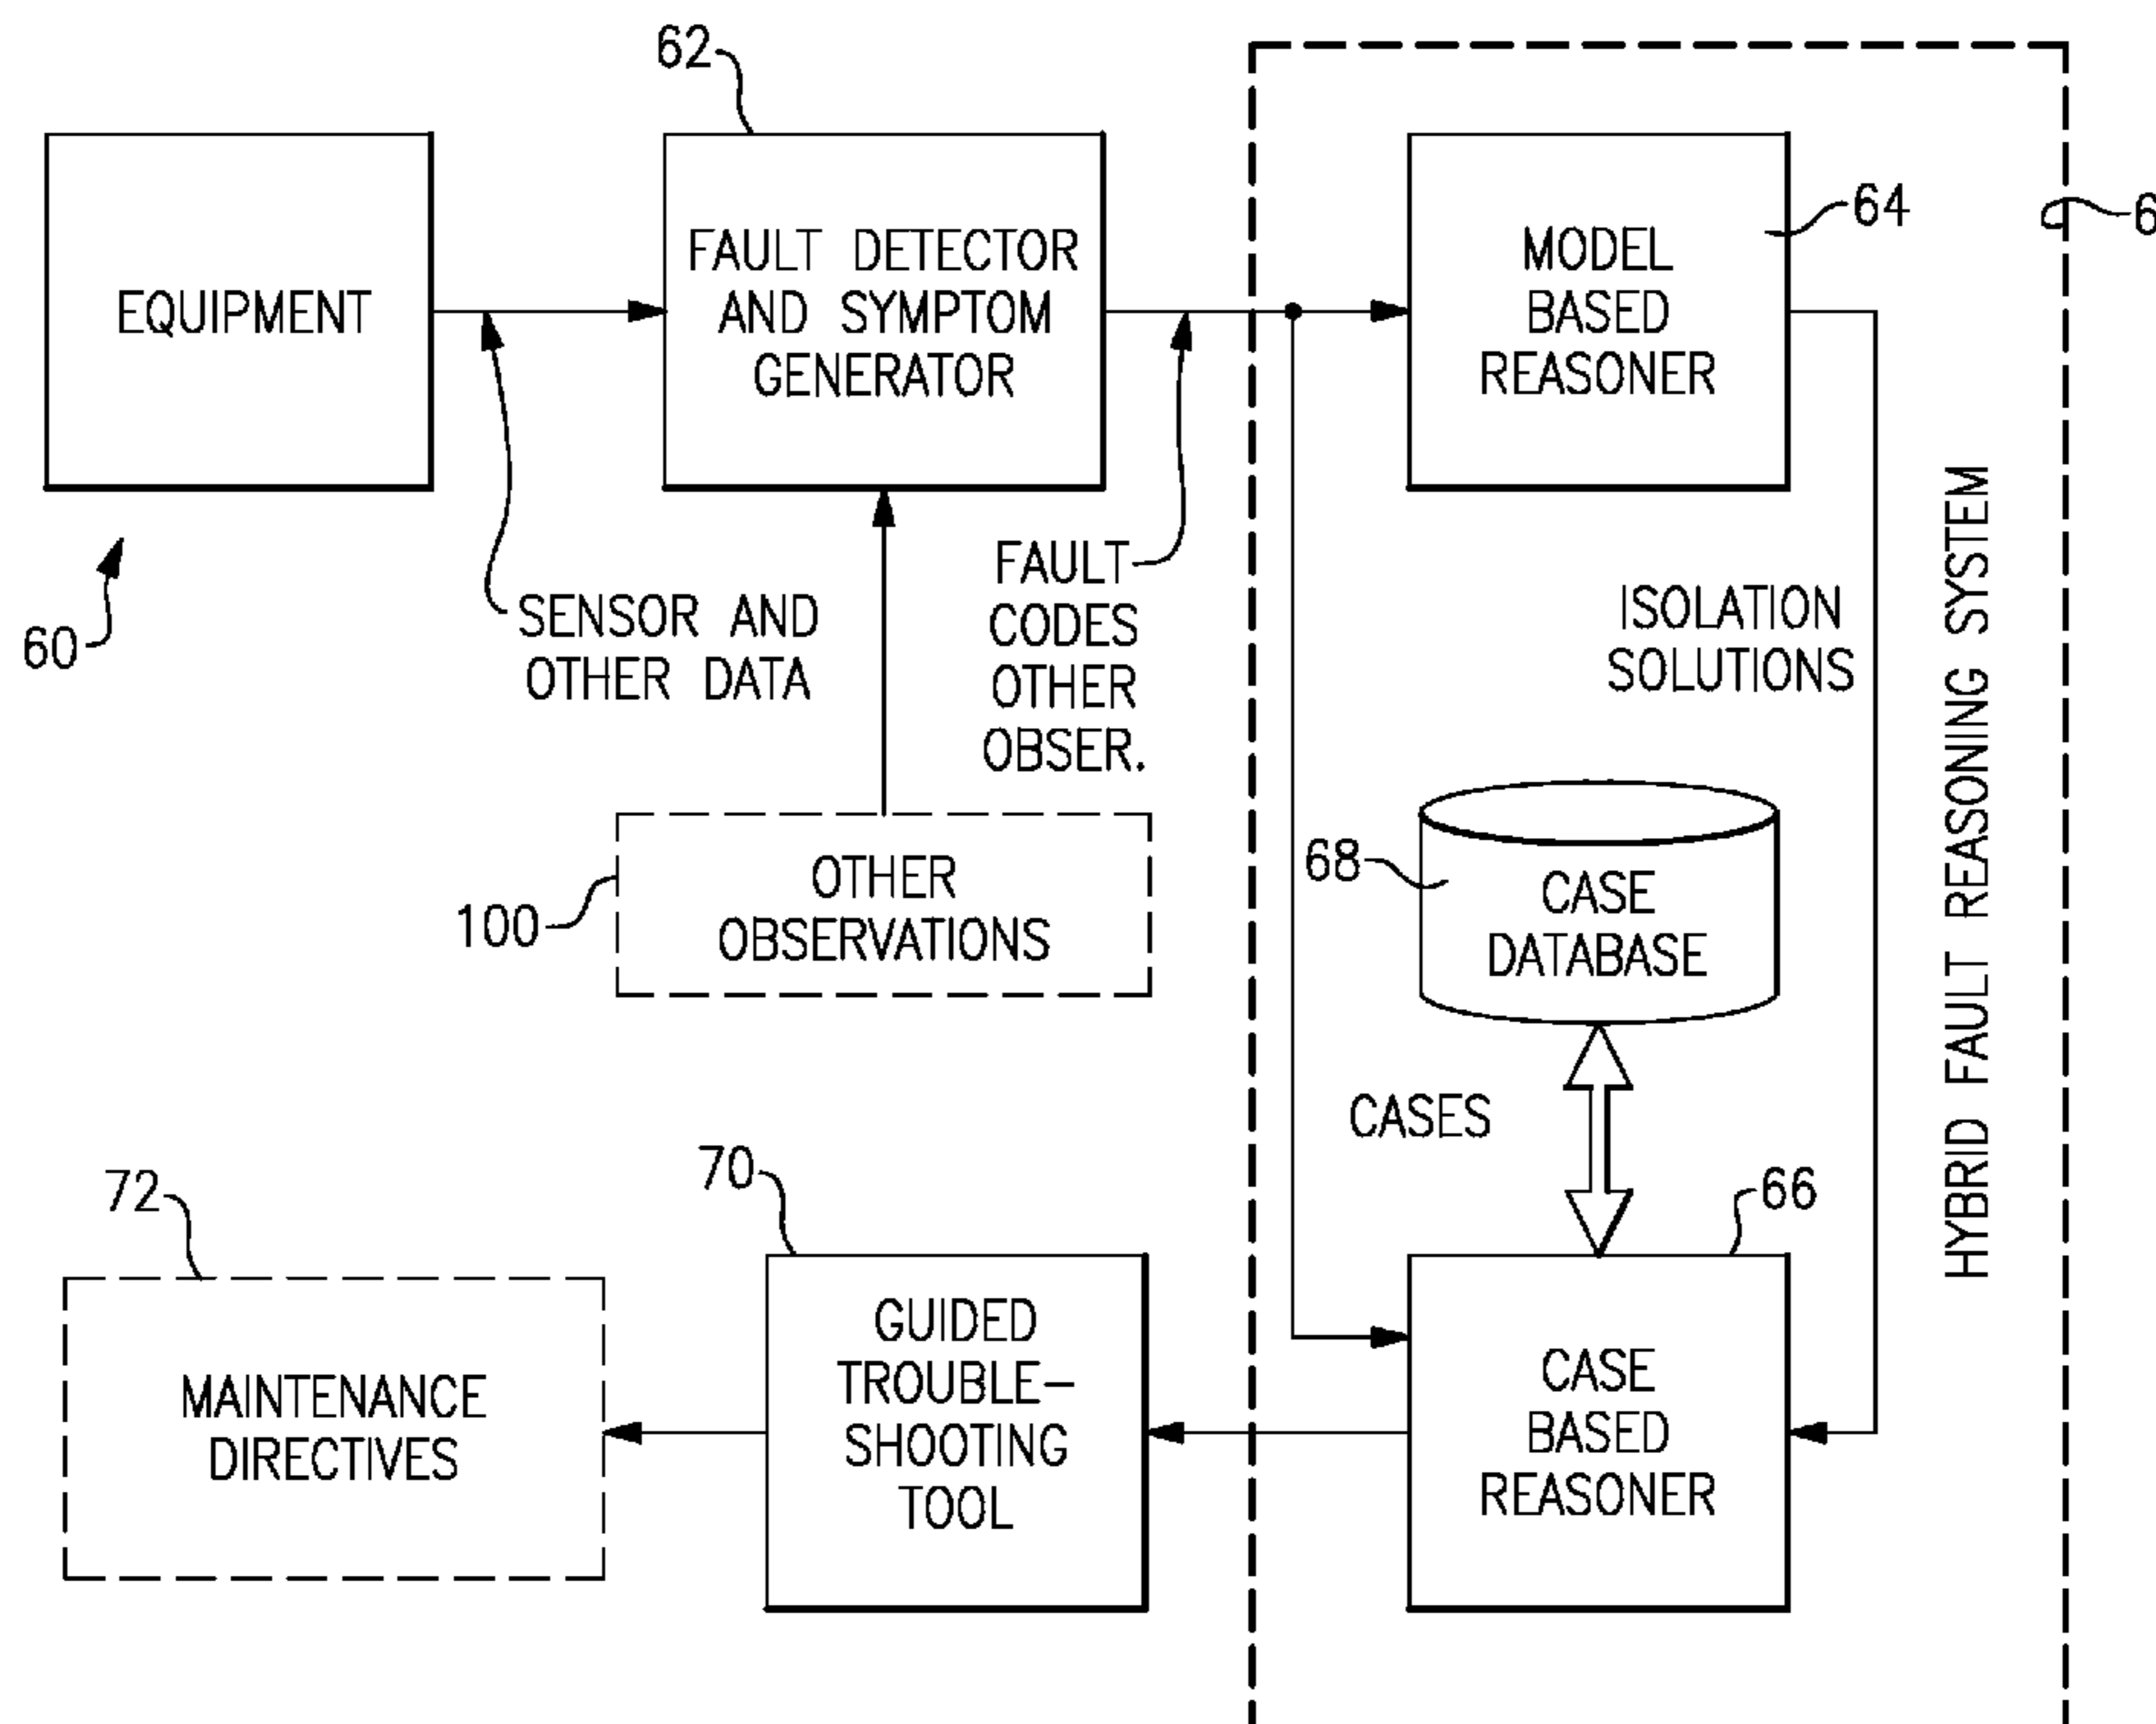 62
EQUIPMENT
FAULT DETECTOR
AND SYMPTOM
GENERATOR
MODEL
BASED
REASONER
64
60
SENSOR AND
OTHER DATA
FAULT
CODES
OTHER
OBSER.
ISOLATION
SOLUTIONS
HYBRID FAULT REASONING SYSTEM
100
OTHER
OBSERVATIONS
68
CASE
DATABASE
CASES
72
MAINTENANCE
DIRECTIVES
70
GUIDED
TROUBLE-
SHOOTING
TOOL
66
CASE
BASED
REASONER